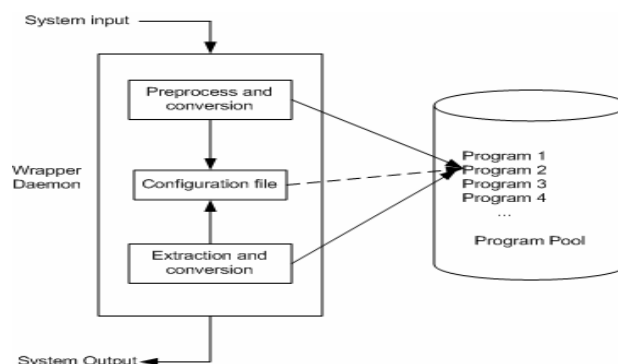 System input
Preprocess and
conversion
Wrapper
Daemon
Configuration file
Extraction and
conversion
System Output
Program 1
Program 2
Program 3
Program 4
...
Program Pool